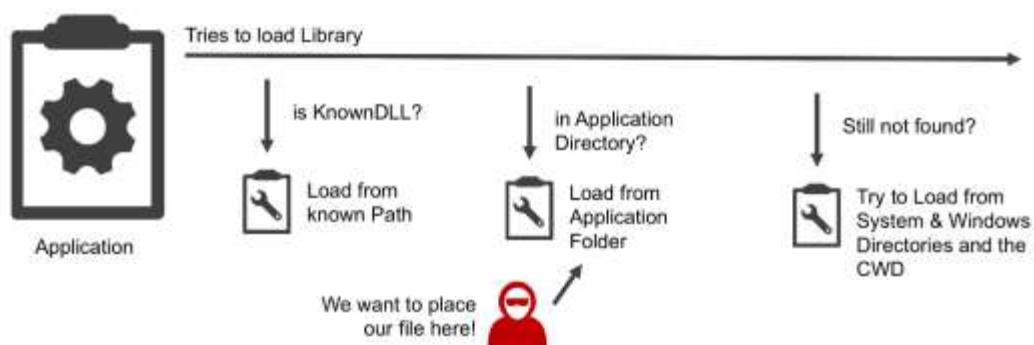 Tries to load Library
is KnownDLL?
in Application
Directory?
Still not found?
Load from
known Path
Load from
Application
Folder
Try to Load from
System & Windows
Directories and the
CWD
Application
We want to place
our file here!